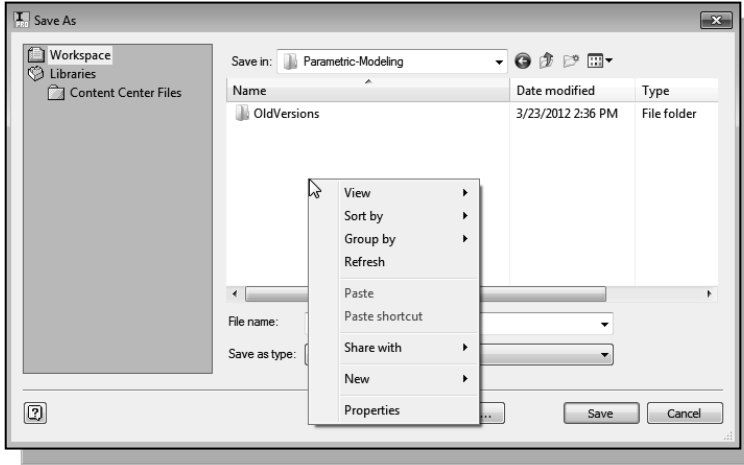 Save As
Workspace
Libraries
Content Center Files
Save in: Parametric-Modeling
Name Date modified Type
OldVersions 3/23/2012 2:36 PM File folder
View
Sort by
Group by
Refresh
Paste
Paste shortcut
Share with
New
Properties
File name:
Save as type:
... Save Cancel